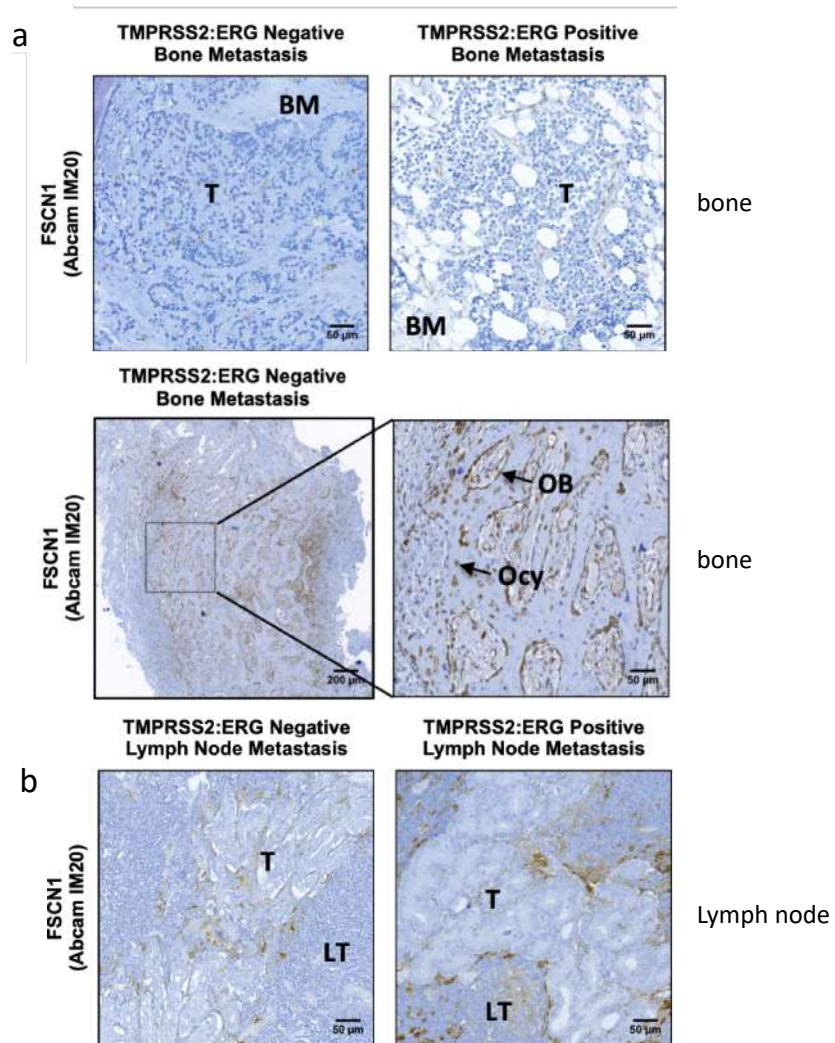 a
TMPRSS2:ERG Negative
Bone Metastasis
TMPRSS2:ERG Positive
Bone Metastasis
FSCN1
(Abcam IM20)
BM
T
50 µm
T
BM
50 µm
bone
TMPRSS2:ERG Negative
Bone Metastasis
FSCN1
(Abcam IM20)
200 µm
OB
Ocy
50 µm
bone
b
TMPRSS2:ERG Negative
Lymph Node Metastasis
TMPRSS2:ERG Positive
Lymph Node Metastasis
FSCN1
(Abcam IM20)
T
LT
50 µm
T
LT
50 µm
Lymph node